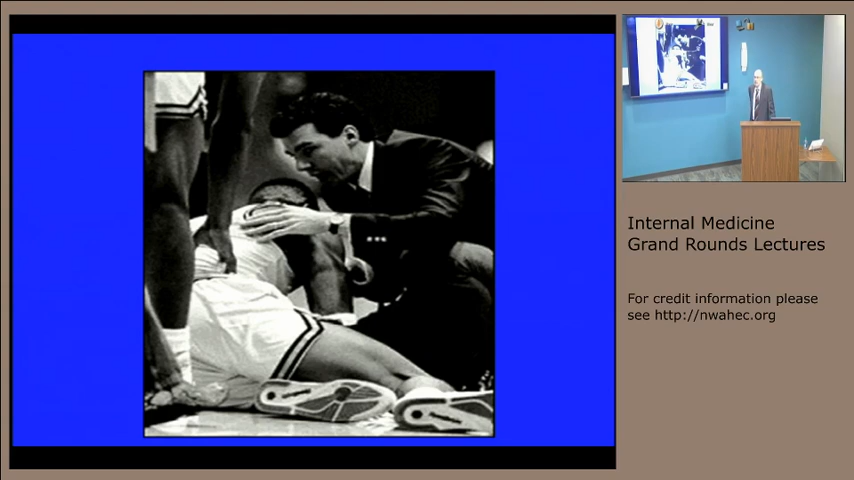 Internal Medicine
Grand Rounds Lectures
For credit information please
see http://nwahec.org